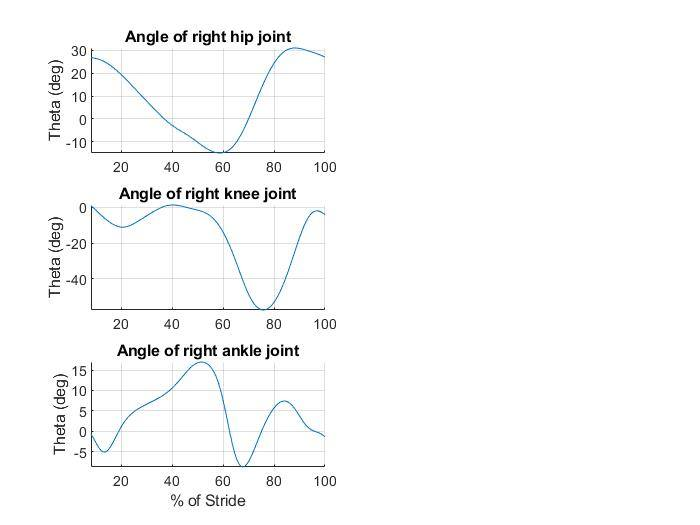 Angle of right hip joint
Theta (deg)
30
20
10
0
-10
20 40 60 80 100
Angle of right knee joint
Theta (deg)
0
-20
-40
20 40 60 80 100
Angle of right ankle joint
Theta (deg)
15
10
5
0
-5
20 40 60 80 100
% of Stride